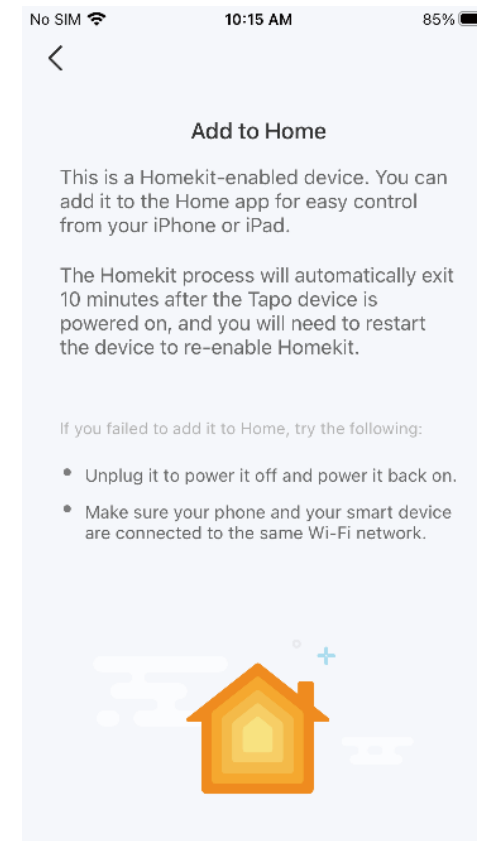 No SIM 10:15 AM 85%
Add to Home
This is a Homekit-enabled device. You can
add it to the Home app for easy control
from your iPhone or iPad.
The Homekit process will automatically exit
10 minutes after the Tapo device is
powered on, and you will need to restart
the device to re-enable Homekit.
If you failed to add it to Home, try the following:
• Unplug it to power it off and power it back on.
• Make sure your phone and your smart device
are connected to the same Wi-Fi network.